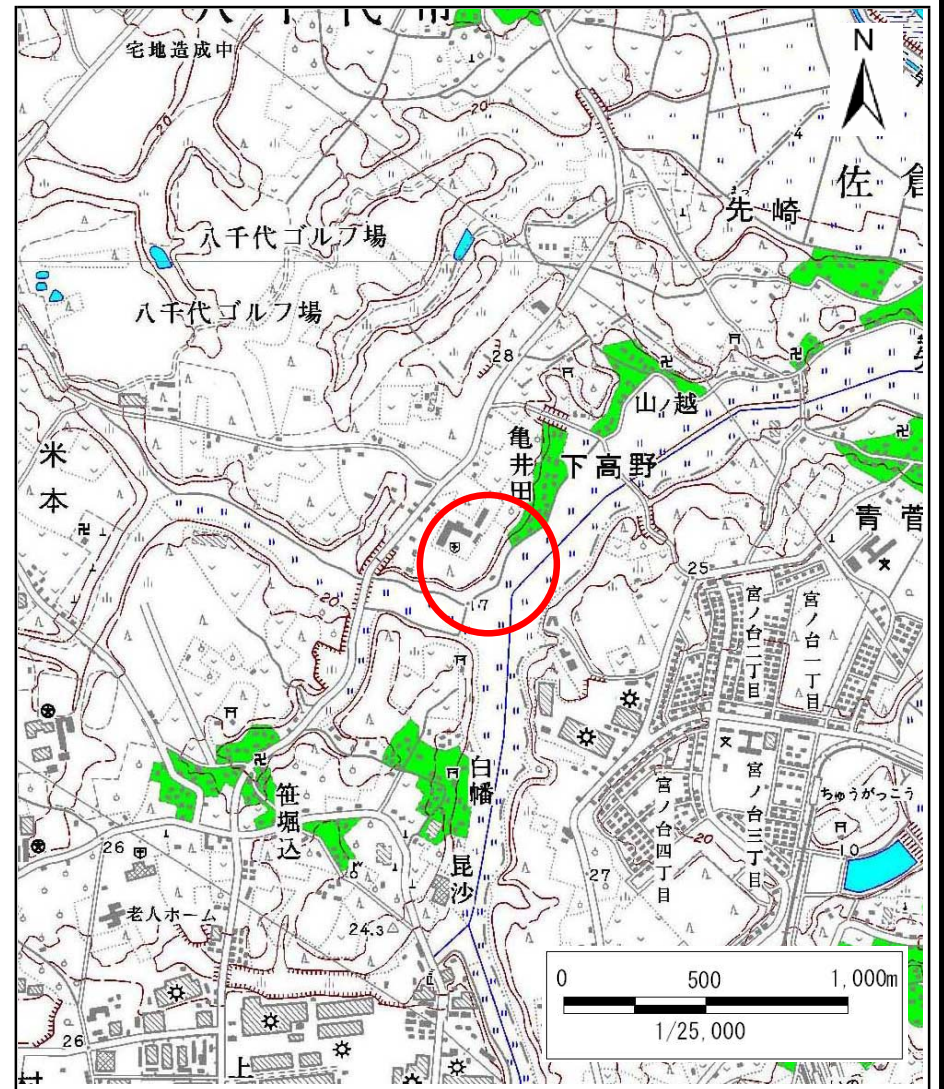 八千代市
宅地造成中
N
20
20
4
佐倉
先崎
八千代ゴルフ場
八千代ゴルフ場
28
山ノ越
亀井田
下高野
米本
青菅
25
17
20
宮ノ台二丁目
宮ノ台一丁目
白幡
笹堀込
宮ノ台四丁目
宮ノ台三丁目
ちゅうがっこう
20
10
26
27
毘沙
老人ホーム
24.3
26
上
0 500 1,000m
1/25,000